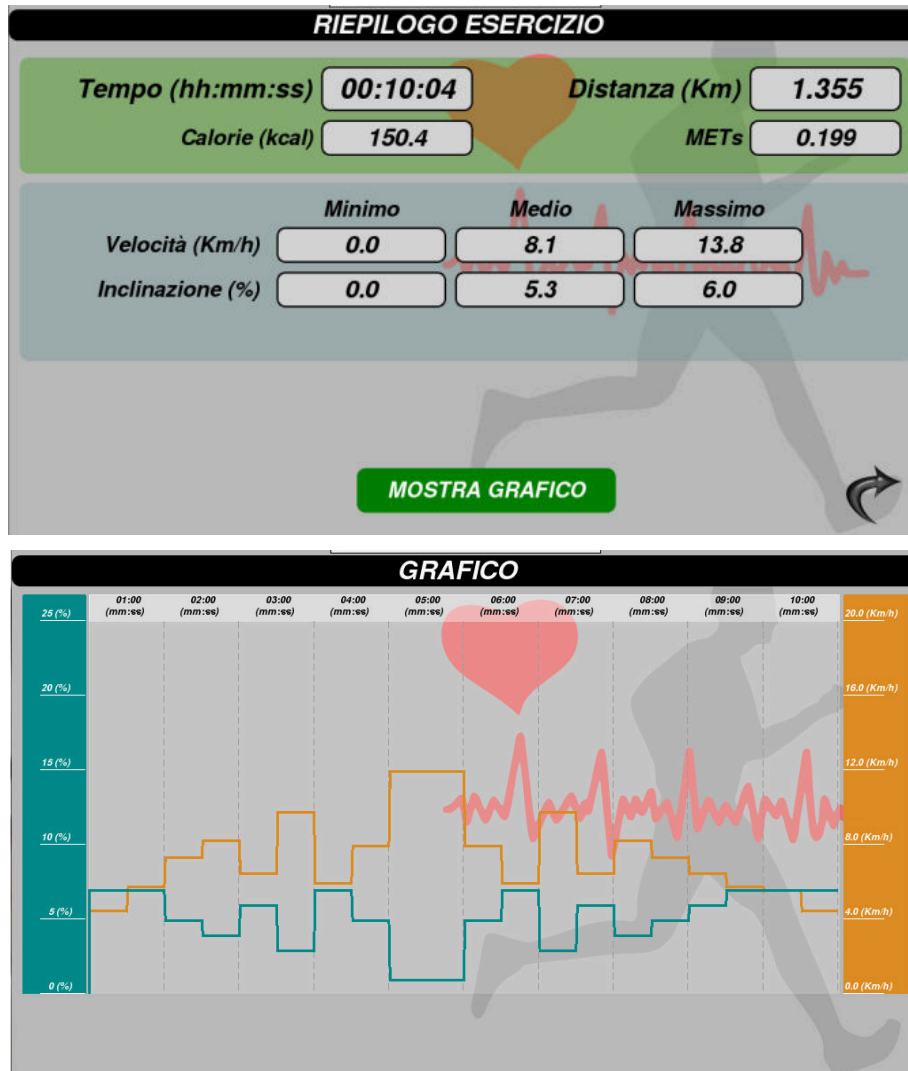 RIEPILOGO ESERCIZIO
Tempo (hh:mm:ss) 00:10:04 Distanza (Km) 1.355
Calorie (kcal) 150.4 METs 0.199
Minimo Medio Massimo
Velocità (Km/h) 0.0 8.1 13.8
Inclinazione (%) 0.0 5.3 6.0
MOSTRA GRAFICO
GRAFICO
01:00 02:00 03:00 04:00 05:00 06:00 07:00 08:00 09:00 10:00
(mm:ss) (mm:ss) (mm:ss) (mm:ss) (mm:ss) (mm:ss) (mm:ss) (mm:ss) (mm:ss) (mm:ss)
25 (%) 20.0 (Km/h)
20 (%) 16.0 (Km/h)
15 (%) 12.0 (Km/h)
10 (%) 8.0 (Km/h)
5 (%) 4.0 (Km/h)
0 (%) 0.0 (Km/h)